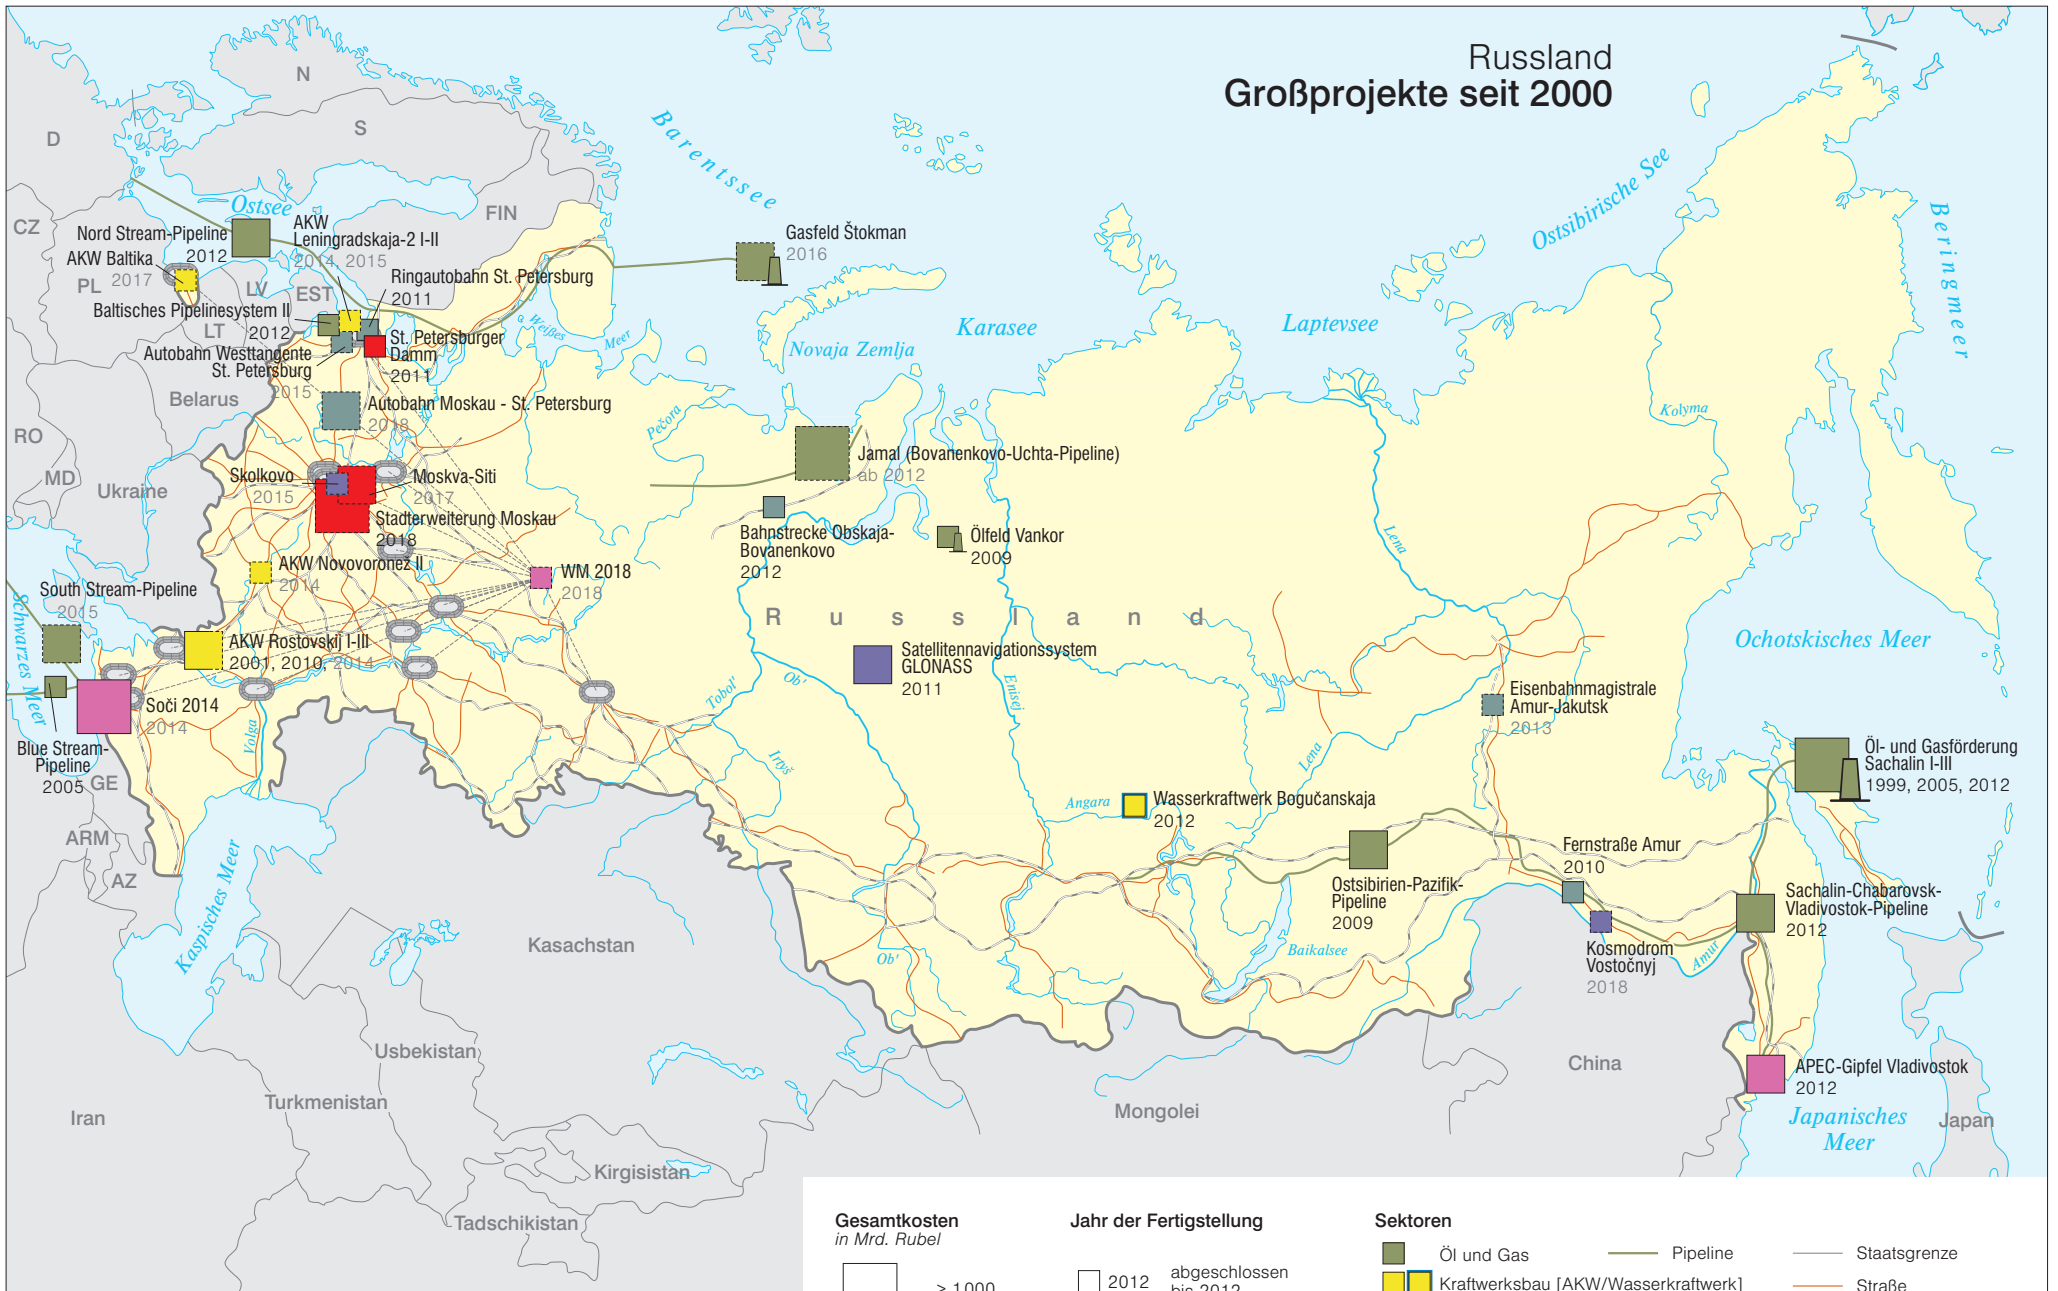 Russland
Großprojekte seit 2000
N
S
D
CZ
FIN
PL
LV
EST
LT
Belarus
RO
MD
Ukraine
GE
ARM
AZ
Iran
Kasachstan
Usbekistan
Turkmenistan
Kirgisistan
Tadschikistan
Mongolei
China
Japan
Russland
Barentssee
Ostsee
Karasee
Novaja Zemlja
Laptevsee
Ostsibirische See
Beringmeer
Ochotskisches Meer
Japanisches
Meer
Schwarzes Meer
Kaspisches Meer
Weißes
Meer
Pečora
Kolyma
Lena
Lena
Ob'
Ob'
Tobol'
Irtyš
Enisej
Angara
Baikalsee
Amur
Volga
Nord Stream-Pipeline
2012
AKW Baltika
2017
AKW
Leningradskaja-2 I-II
2014, 2015
Ringautobahn St. Petersburg
2011
Baltisches Pipelinesystem II
2012
St. Petersburger
Damm
2011
Autobahn Westtangente
St. Petersburg
2015
Autobahn Moskau - St. Petersburg
2018
Skolkovo
2015
Moskva-Siti
2017
Stadterweiterung Moskau
2018
AKW Novovoronež II
2014
South Stream-Pipeline
2015
AKW Rostovskij I-III
2001, 2010, 2014
Soči 2014
2014
Blue Stream-
Pipeline
2005
WM 2018
2018
Gasfeld Štokman
2016
Jamal (Bovanenkovo-Uchta-Pipeline)
ab 2012
Bahnstrecke Obskaja-
Bovanenkovo
2012
Ölfeld Vankor
2009
Satellitennavigationssystem
GLONASS
2011
Wasserkraftwerk Bogučanskaja
2012
Ostsibirien-Pazifik-
Pipeline
2009
Eisenbahnmagistrale
Amur-Jakutsk
2013
Fernstraße Amur
2010
Kosmodrom
Vostočnyj
2018
Öl- und Gasförderung
Sachalin I-III
1999, 2005, 2012
Sachalin-Chabarovsk-
Vladivostok-Pipeline
2012
APEC-Gipfel Vladivostok
2012
Gesamtkosten
in Mrd. Rubel
> 1000
Jahr der Fertigstellung
2012
abgeschlossen
bis 2012
Sektoren
Öl und Gas
Pipeline
Staatsgrenze
Kraftwerksbau [AKW/Wasserkraftwerk]
Straße